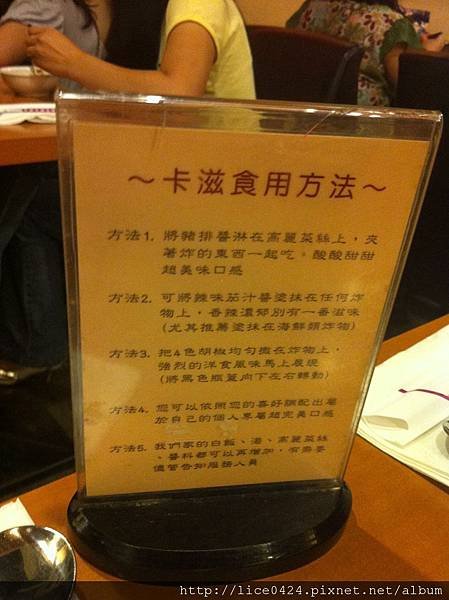 ～卡滋食用方法～
方法1. 將豬排醬淋在高麗菜絲上，夾
著炸的東西一起吃。酸酸甜甜
超美味口感
方法2. 可將辣味茄汁醬塗抹在任何炸
物上，香辣濃郁別有一番滋味
(尤其推薦塗抹在海鮮類炸物)
方法3. 把4色胡椒均勻撒在炸物上，
強烈的洋食風味馬上展現
(將黑色瓶蓋向下左右轉動)
方法4. 您可以依照您的喜好調配出屬
於自己的個人專屬超完美口感
方法5. 我們家的白飯、湯、高麗菜絲
、醬料都可以再增加，有需要
儘管告知服務人員
http://lice0424.pixnet.net/album